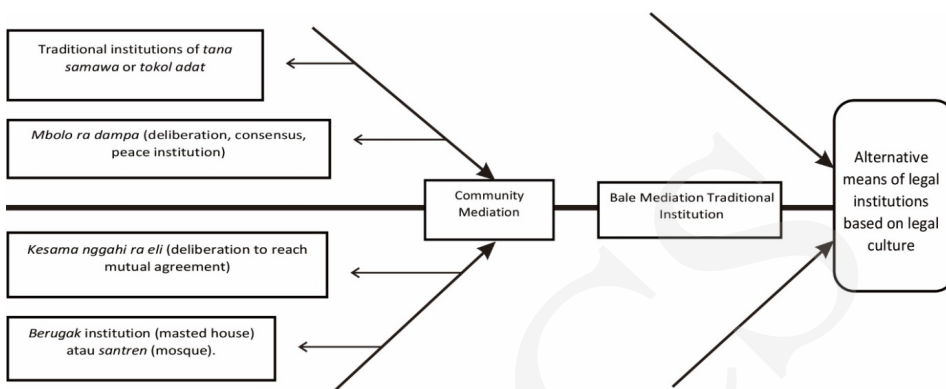 Traditional institutions of tana
samawa or tokol adat
Mbolo ra dampa (deliberation, consensus,
peace institution)
Kesama nggahi ra eli (deliberation to reach
mutual agreement)
Berugak institution (masted house)
atau santren (mosque).
Community
Mediation
Bale Mediation Traditional
Institution
Alternative
means of legal
institutions
based on legal
culture